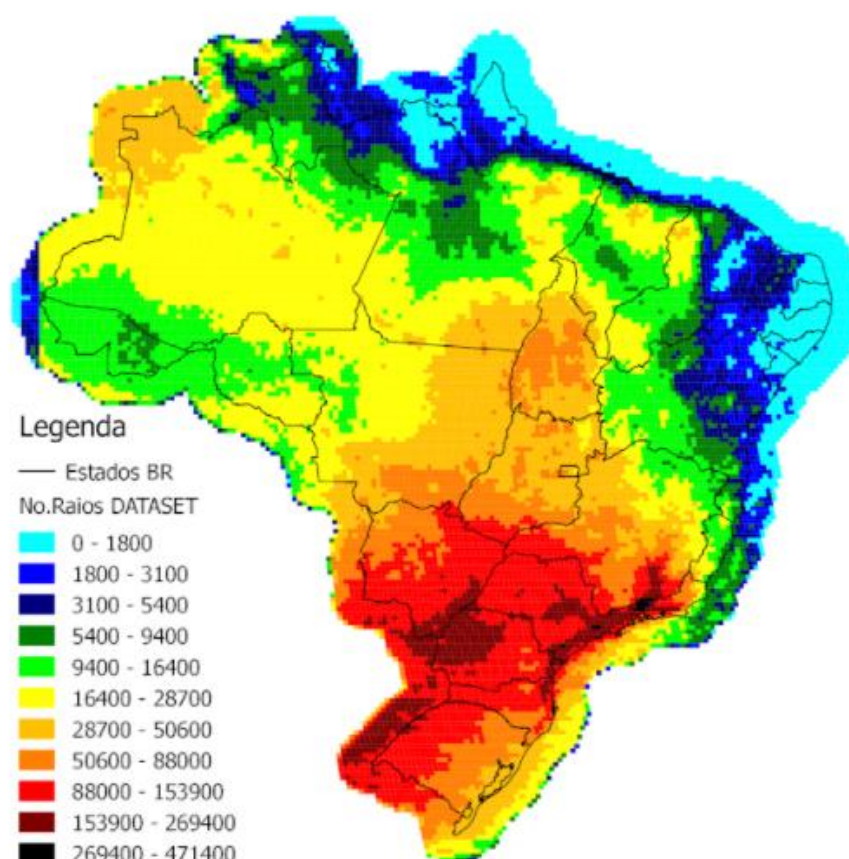 Legenda
Estados BR
No.Raios DATASET
0 - 1800
1800 - 3100
3100 - 5400
5400 - 9400
9400 - 16400
16400 - 28700
28700 - 50600
50600 - 88000
88000 - 153900
153900 - 269400
269400 - 471400